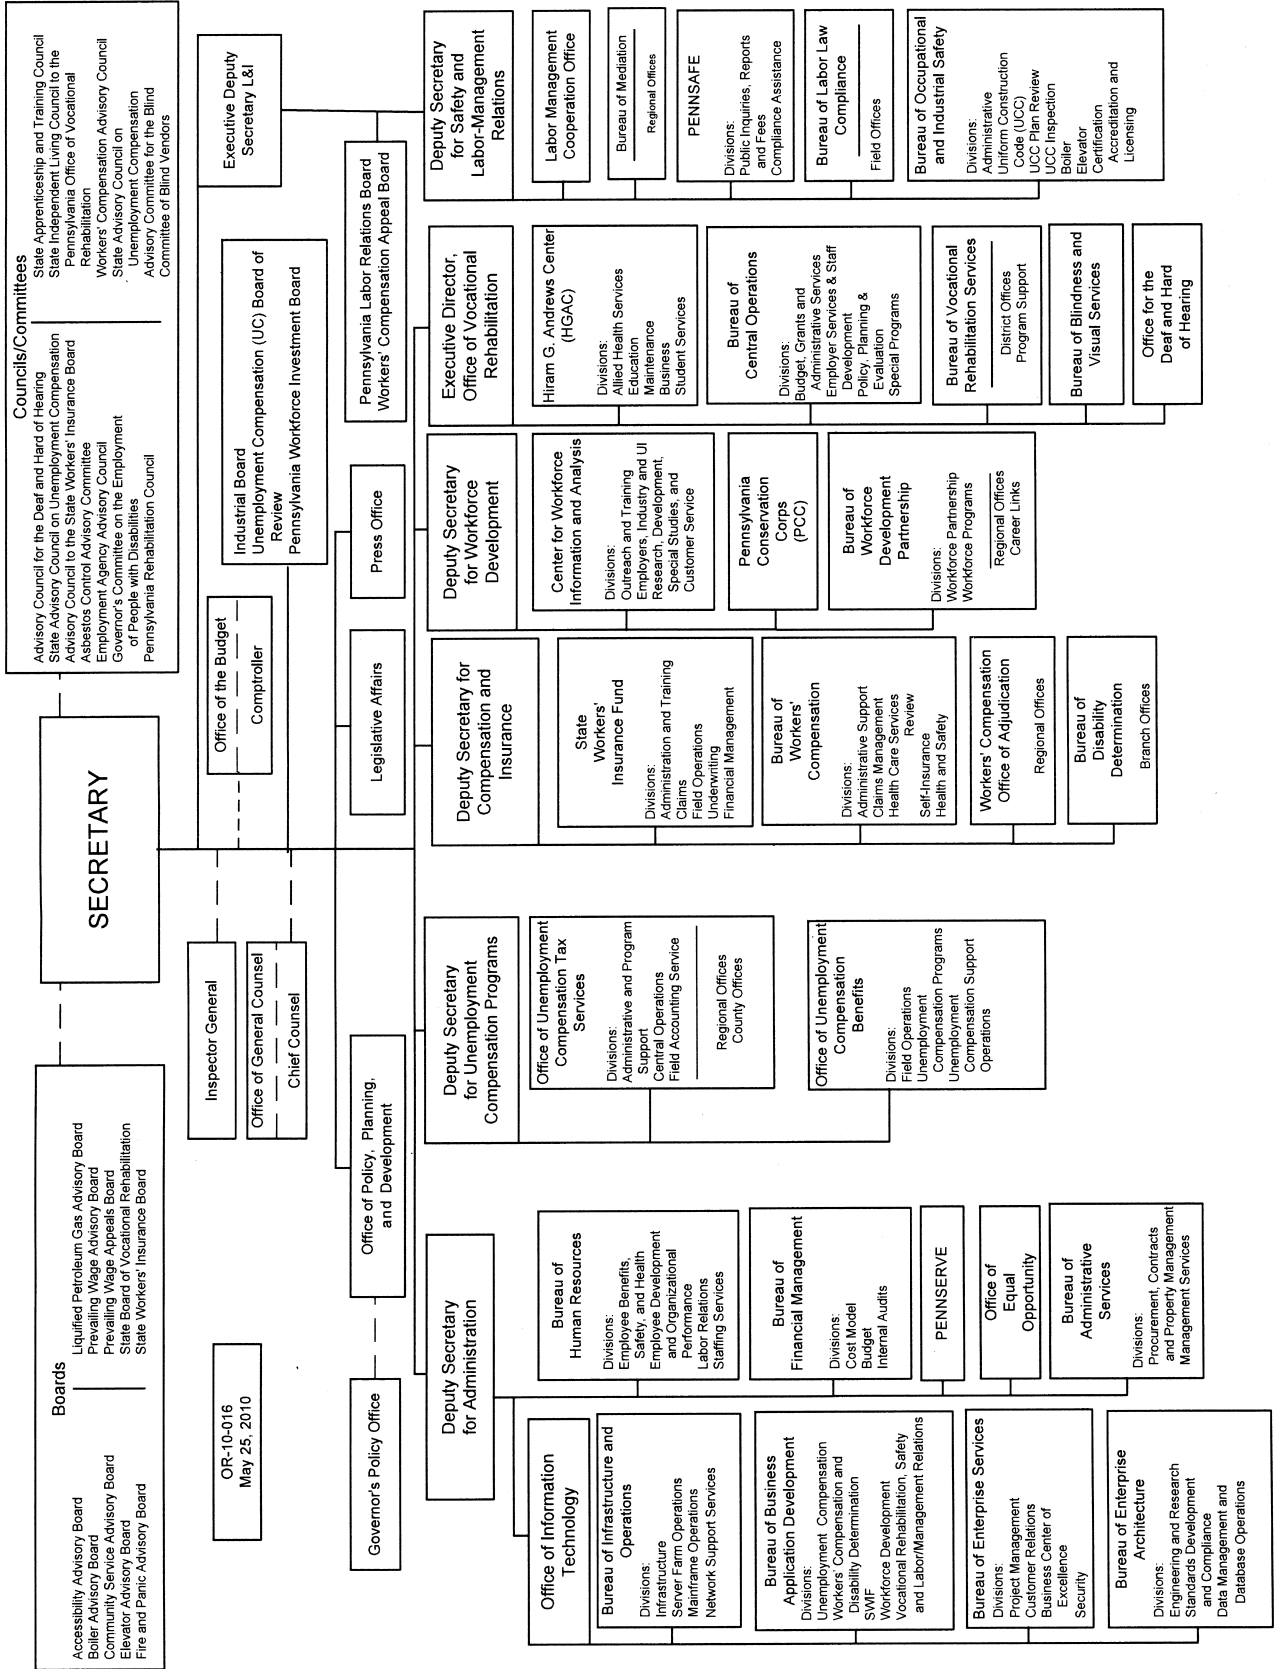 Boards
Accessibility Advisory Board
Boiler Advisory Board
Community Service Advisory Board
Elevator Advisory Board
Fire and Panic Advisory Board
Liquified Petroleum Gas Advisory Board
Prevailing Wage Advisory Board
Prevailing Wage Appeals Board
State Board of Vocational Rehabilitation
State Workers' Insurance Board
SECRETARY
Councils/Committees
Advisory Council for the Deaf and Hard of Hearing
State Advisory Council on Unemployment Compensation
Advisory Council to the State Workers' Insurance Board
Asbestos Control Advisory Committee
Employment Agency Advisory Council
Governor's Committee on the Employment
of People with Disabilities
Pennsylvania Rehabilitation Council
State Apprenticeship and Training Council
State Independent Living Council to the
Pennsylvania Office of Vocational
Rehabilitation
Workers' Compensation Advisory Council
State Advisory Council on
Unemployment Compensation
Advisory Committee for the Blind
Committee of Blind Vendors
OR-10-016
May 25, 2010
Inspector General
Office of General Counsel
Chief Counsel
Office of the Budget
Comptroller
Industrial Board
Unemployment Compensation (UC) Board of
Review
Pennsylvania Workforce Investment Board
Executive Deputy
Secretary L&I
Governor's Policy Office
Office of Policy, Planning,
and Development
Legislative Affairs
Press Office
Pennsylvania Labor Relations Board
Workers' Compensation Appeal Board
Deputy Secretary
for Administration
Office of Information
Technology
Bureau of Infrastructure and
Operations
Divisions:
Infrastructure
Server Farm Operations
Mainframe Operations
Network Support Services
Bureau of Business
Application Development
Divisions:
Unemployment Compensation
Workers' Compensation and
Disability Determination
SWIF
Workforce Development
Vocational Rehabilitation, Safety
and Labor/Management Relations
Bureau of Enterprise Services
Divisions:
Project Management
Customer Relations
Business Center of
Excellence
Security
Bureau of Enterprise
Architecture
Divisions:
Engineering and Research
Standards Development
and Compliance
Data Management and
Database Operations
Bureau of
Human Resources
Divisions:
Employee Benefits,
Safety, and Health
Employee Development
and Organizational
Performance
Labor Relations
Staffing Services
Bureau of
Financial Management
Divisions:
Cost Model
Budget
Internal Audits
PENNSERVE
Office of
Equal
Opportunity
Bureau of
Administrative
Services
Divisions:
Procurement, Contracts
and Property Management
Management Services
Deputy Secretary
for Unemployment
Compensation Programs
Office of Unemployment
Compensation Tax
Services
Divisions:
Administrative and Program
Support
Central Operations
Field Accounting Service
Regional Offices
County Offices
Office of Unemployment
Compensation
Benefits
Divisions:
Field Operations
Unemployment
Compensation Programs
Unemployment
Compensation Support
Operations
Deputy Secretary for
Compensation and
Insurance
State
Workers'
Insurance Fund
Divisions:
Administration and Training
Claims
Field Operations
Underwriting
Financial Management
Bureau of
Workers'
Compensation
Divisions:
Administrative Support
Claims Management
Health Care Services
Review
Self-Insurance
Health and Safety
Workers' Compensation
Office of Adjudication
Regional Offices
Bureau of
Disability
Determination
Branch Offices
Deputy Secretary
for Workforce
Development
Center for Workforce
Information and Analysis
Divisions:
Outreach and Training
Employers, Industry and UI
Research, Development,
Special Studies, and
Customer Service
Pennsylvania
Conservation
Corps
(PCC)
Bureau of
Workforce
Development
Partnership
Divisions:
Workforce Partnership
Workforce Programs
Regional Offices
Career Links
Executive Director,
Office of Vocational
Rehabilitation
Hiram G. Andrews Center
(HGAC)
Divisions:
Allied Health Services
Education
Maintenance
Business
Student Services
Bureau of
Central Operations
Divisions:
Budget, Grants and
Administrative Services
Employer Services & Staff
Development
Policy, Planning &
Evaluation
Special Programs
Bureau of Vocational
Rehabilitation Services
District Offices
Program Support
Bureau of Blindness and
Visual Services
Office for the
Deaf and Hard
of Hearing
Deputy Secretary
for Safety and
Labor-Management
Relations
Labor Management
Cooperation Office
Bureau of Mediation
Regional Offices
PENNSAFE
Divisions:
Public Inquiries, Reports
and Fees
Compliance Assistance
Bureau of Labor Law
Compliance
Field Offices
Bureau of Occupational
and Industrial Safety
Divisions:
Administrative
Uniform Construction
Code (UCC)
UCC Plan Review
UCC Inspection
Boiler
Elevator
Certification
Accreditation and
Licensing